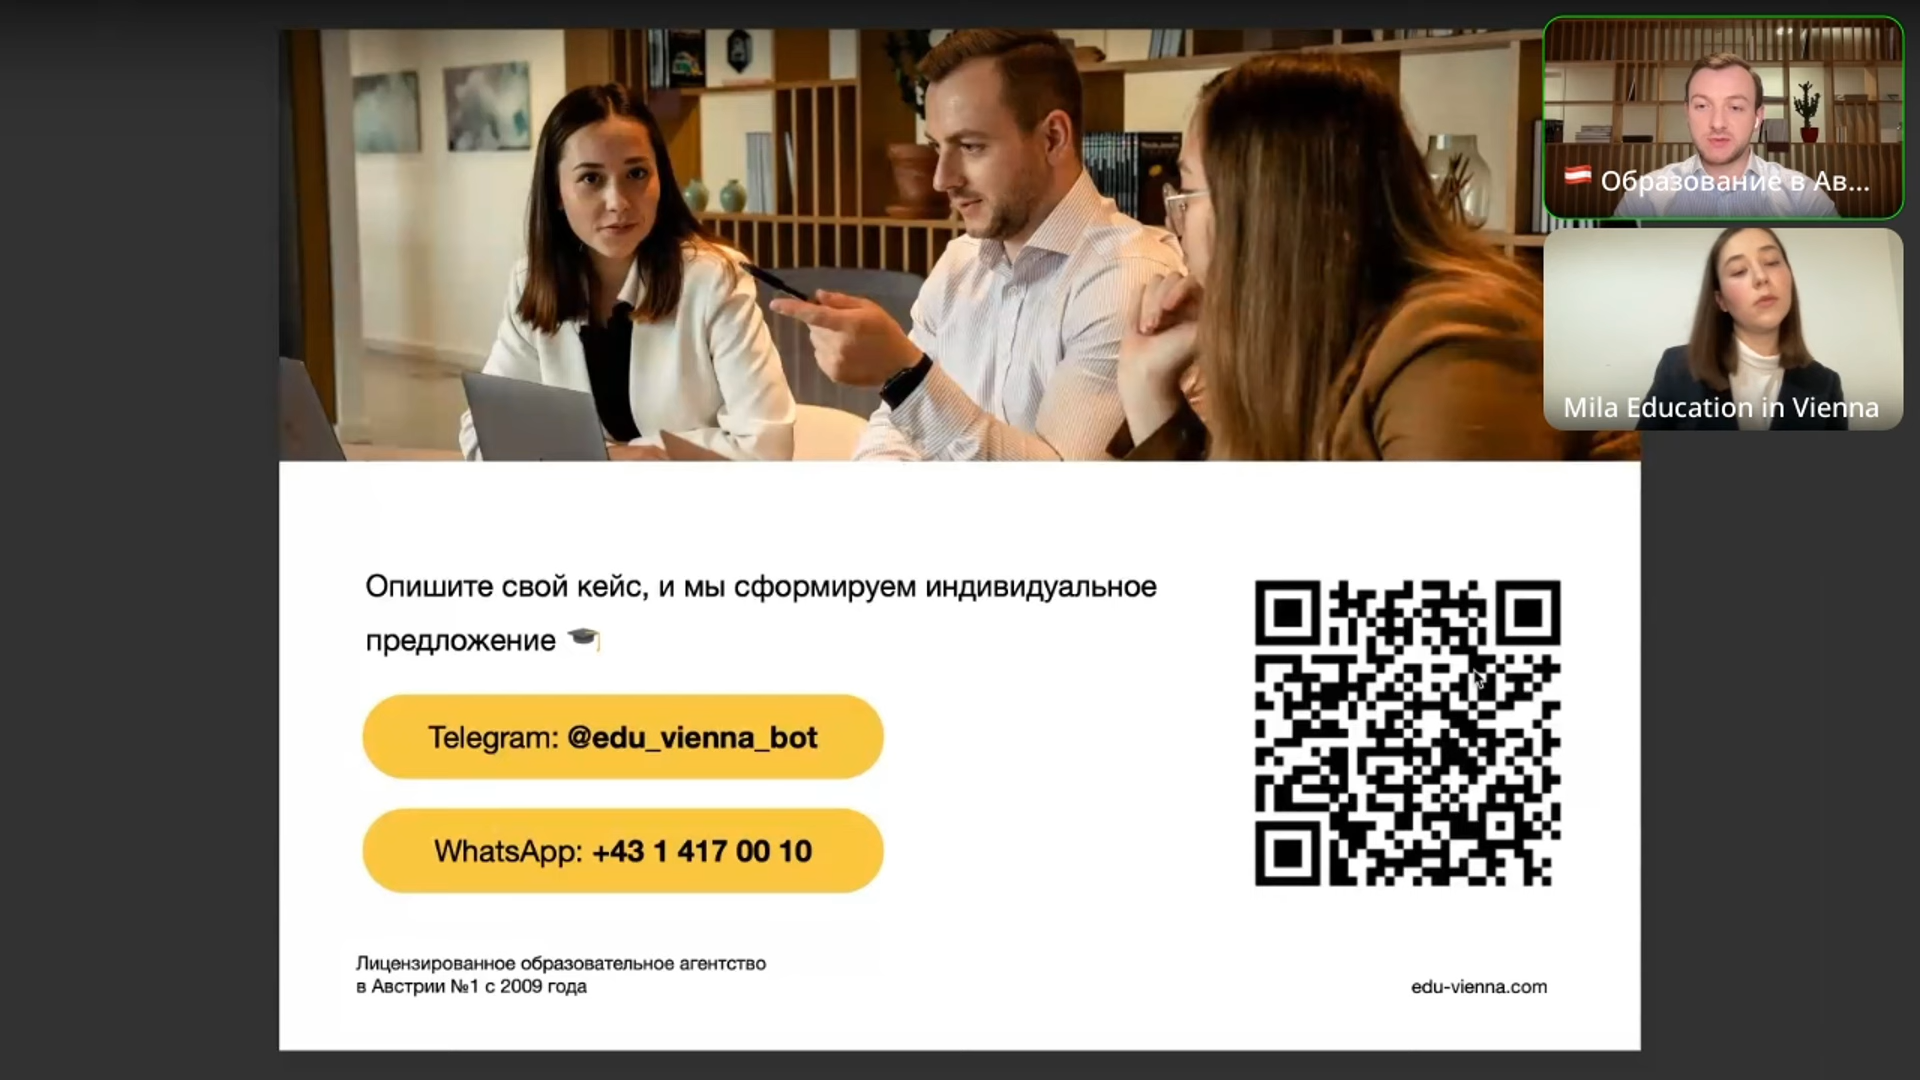 Образование в Ав...
Mila Education in Vienna
Опишите свой кейс, и мы сформируем индивидуальное
предложение 🎓
Telegram: @edu_vienna_bot
WhatsApp: +43 1 417 00 10
Лицензированное образовательное агентство
в Австрии №1 с 2009 года
edu-vienna.com